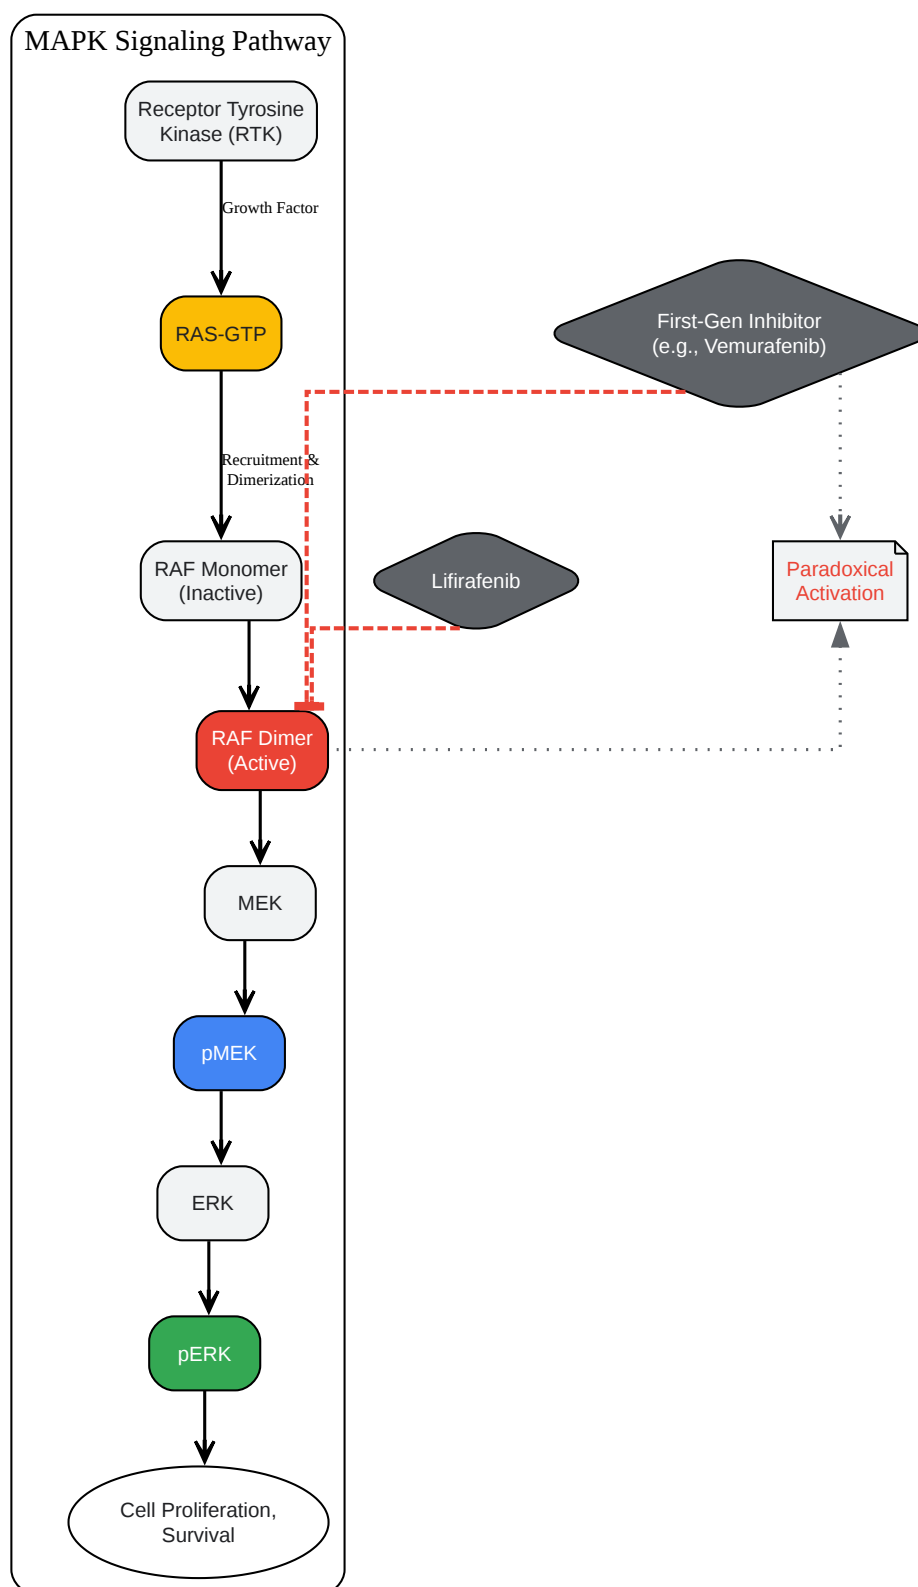 MAPK Signaling Pathway
Receptor Tyrosine
Kinase (RTK)
Growth Factor
RAS-GTP
First-Gen Inhibitor
(e.g., Vemurafenib)
Recruitment &
Dimerization
RAF Monomer
(Inactive)
Lifirafenib
Paradoxical
Activation
RAF Dimer
(Active)
MEK
pMEK
ERK
pERK
Cell Proliferation,
Survival